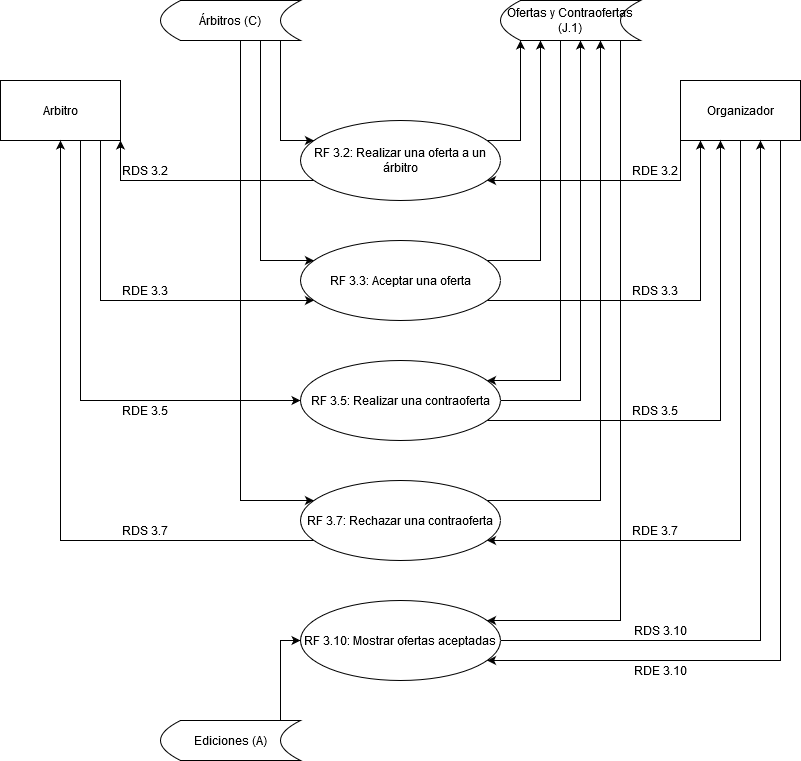 Árbitros (C)
Ofertas y Contraofertas
(J.1)
Arbitro
Organizador
RF 3.2: Realizar una oferta a un
árbitro
RDS 3.2
RDE 3.2
RF 3.3: Aceptar una oferta
RDE 3.3
RDS 3.3
RF 3.5: Realizar una contraoferta
RDE 3.5
RDS 3.5
RF 3.7: Rechazar una contraoferta
RDS 3.7
RDE 3.7
RF 3.10: Mostrar ofertas aceptadas
RDS 3.10
RDE 3.10
Ediciones (A)